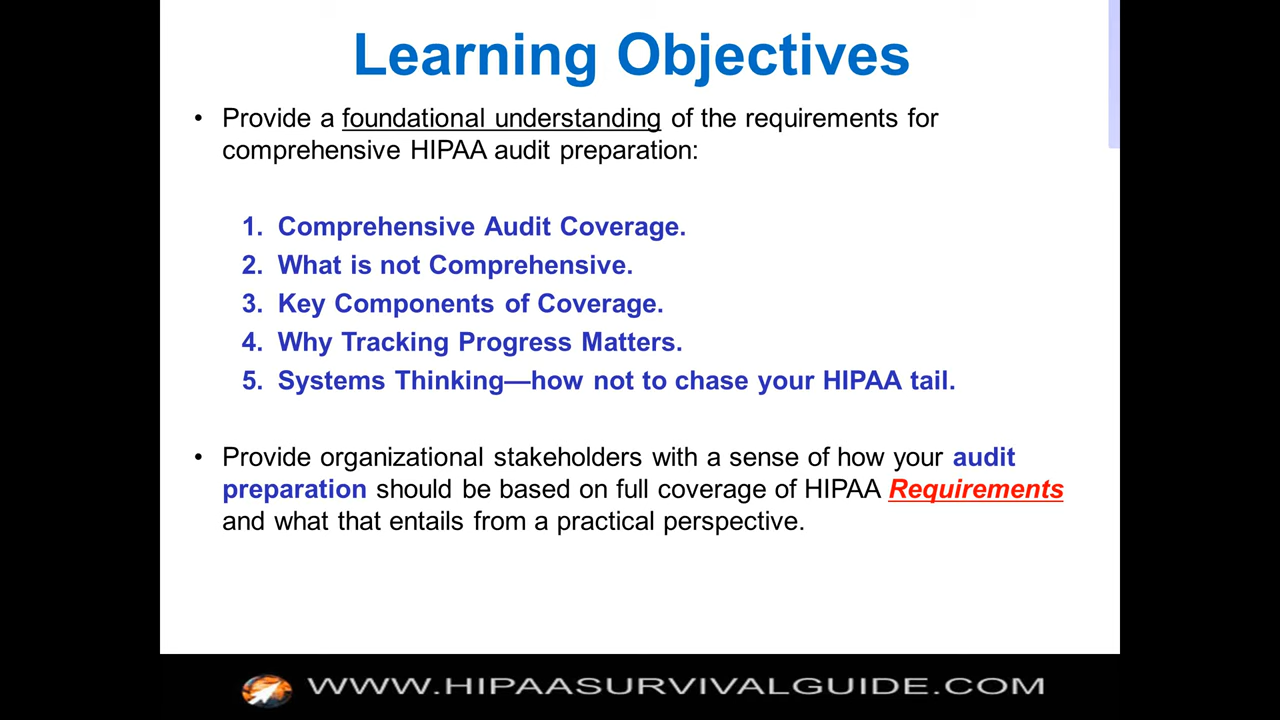 Learning Objectives
• Provide a foundational understanding of the requirements for
comprehensive HIPAA audit preparation:
1. Comprehensive Audit Coverage.
2. What is not Comprehensive.
3. Key Components of Coverage.
4. Why Tracking Progress Matters.
5. Systems Thinking—how not to chase your HIPAA tail.
• Provide organizational stakeholders with a sense of how your audit
preparation should be based on full coverage of HIPAA Requirements
and what that entails from a practical perspective.
WWW.HIPAASURVIVALGUIDE.COM